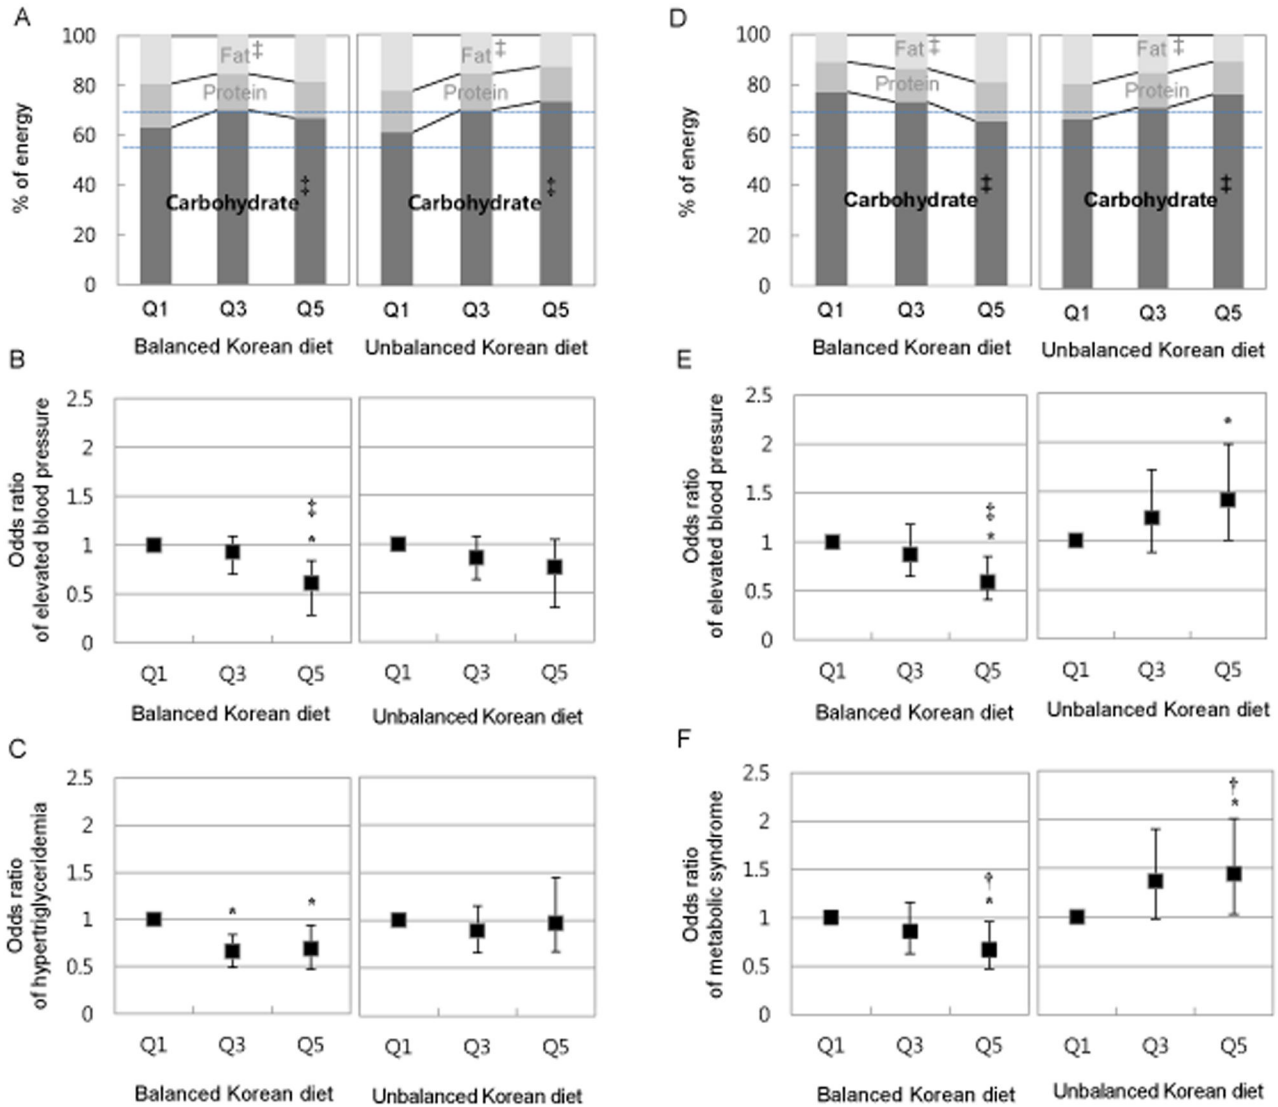 A
% of energy
100
80
60
40
20
0
Fat‡
Protein
Carbohydrate‡
Q1 Q3 Q5
Balanced Korean diet
Fat‡
Protein
Carbohydrate‡
Q1 Q3 Q5
Unbalanced Korean diet
D
% of energy
100
80
60
40
20
0
Fat‡
Protein
Carbohydrate‡
Q1 Q3 Q5
Balanced Korean diet
Fat‡
Protein
Carbohydrate‡
Q1 Q3 Q5
Unbalanced Korean diet
B
Odds ratio
of elevated blood pressure
2.5
2
1.5
1
0.5
0
‡
*
Q1 Q3 Q5
Balanced Korean diet
Q1 Q3 Q5
Unbalanced Korean diet
E
Odds ratio
of elevated blood pressure
2.5
2
1.5
1
0.5
0
‡
*
Q1 Q3 Q5
Balanced Korean diet
*
Q1 Q3 Q5
Unbalanced Korean diet
C
Odds ratio
of hypertriglyceridemia
2.5
2
1.5
1
0.5
0
* *
Q1 Q3 Q5
Balanced Korean diet
Q1 Q3 Q5
Unbalanced Korean diet
F
Odds ratio
of metabolic syndrome
2.5
2
1.5
1
0.5
0
†
*
Q1 Q3 Q5
Balanced Korean diet
†
*
Q1 Q3 Q5
Unbalanced Korean diet